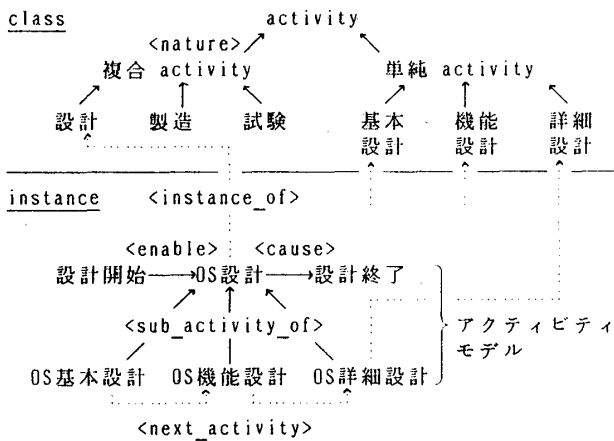 class
activity
<nature>
複合 activity 単純 activity
設計 製造 試験 基本設計 機能設計 詳細設計
instance <instance_of>
<enable> <cause>
設計開始 OS設計 設計終了
<sub_activity_of>
アクティビティ
モデル
OS基本設計 OS機能設計 OS詳細設計
<next_activity>